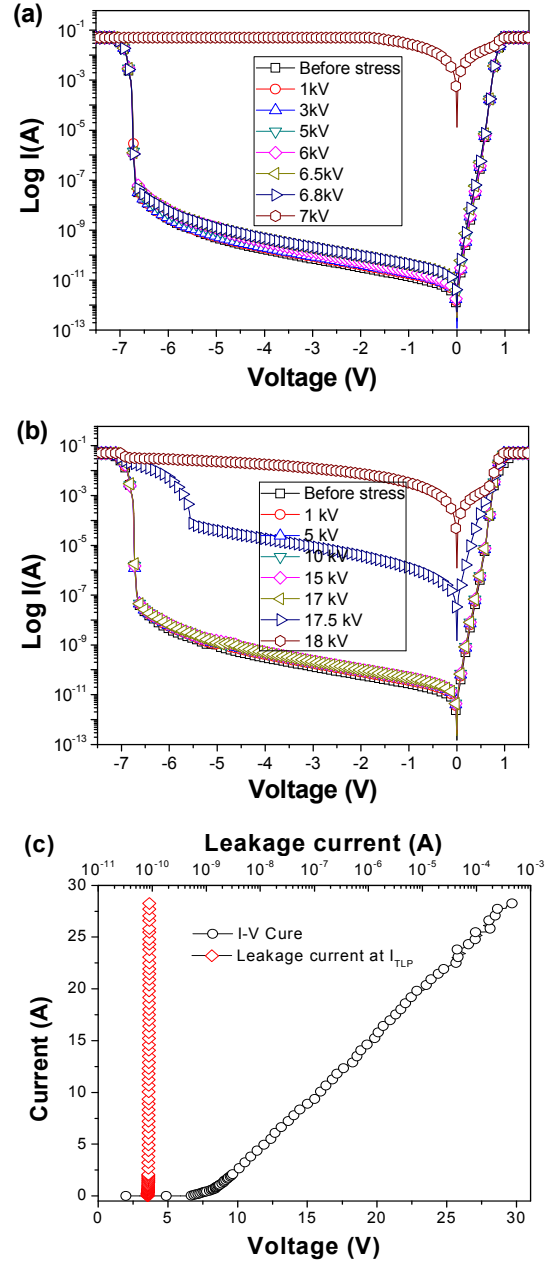 (a)
Log I(A)
10^-1
10^-3
10^-5
10^-7
10^-9
10^-11
10^-13
Before stress
1kV
3kV
5kV
6kV
6.5kV
6.8kV
7kV
-7 -6 -5 -4 -3 -2 -1 0 1
Voltage (V)
(b)
Log I(A)
10^-1
10^-3
10^-5
10^-7
10^-9
10^-11
10^-13
Before stress
1 kV
5 kV
10 kV
15 kV
17 kV
17.5 kV
18 kV
-7 -6 -5 -4 -3 -2 -1 0 1
Voltage (V)
(c)
Leakage current (A)
10^-11 10^-10 10^-9 10^-8 10^-7 10^-6 10^-5 10^-4 10^-3
Current (A)
30
25
20
15
10
5
0
I-V Cure
Leakage current at I_TLP
0 5 10 15 20 25 30
Voltage (V)